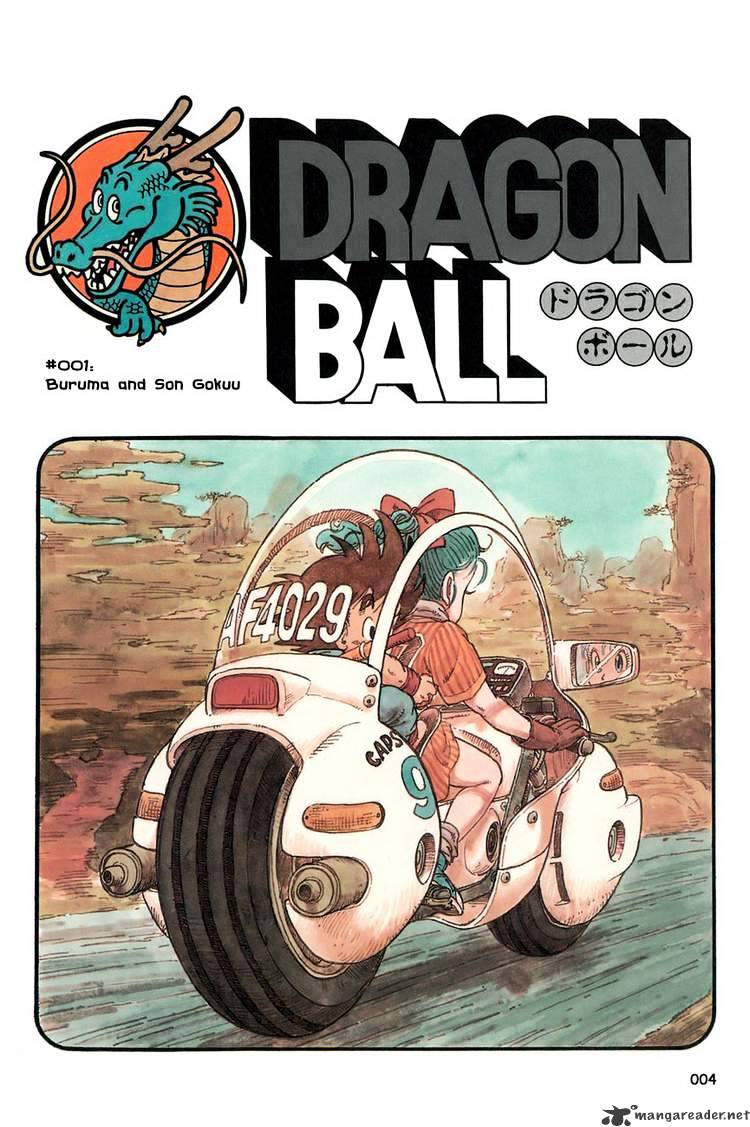 DRAGON
BALL
ドラゴン
ボール
#001:
Buruma and Son Gokuu
AF4029
CAPS
9
004
mangareader.net